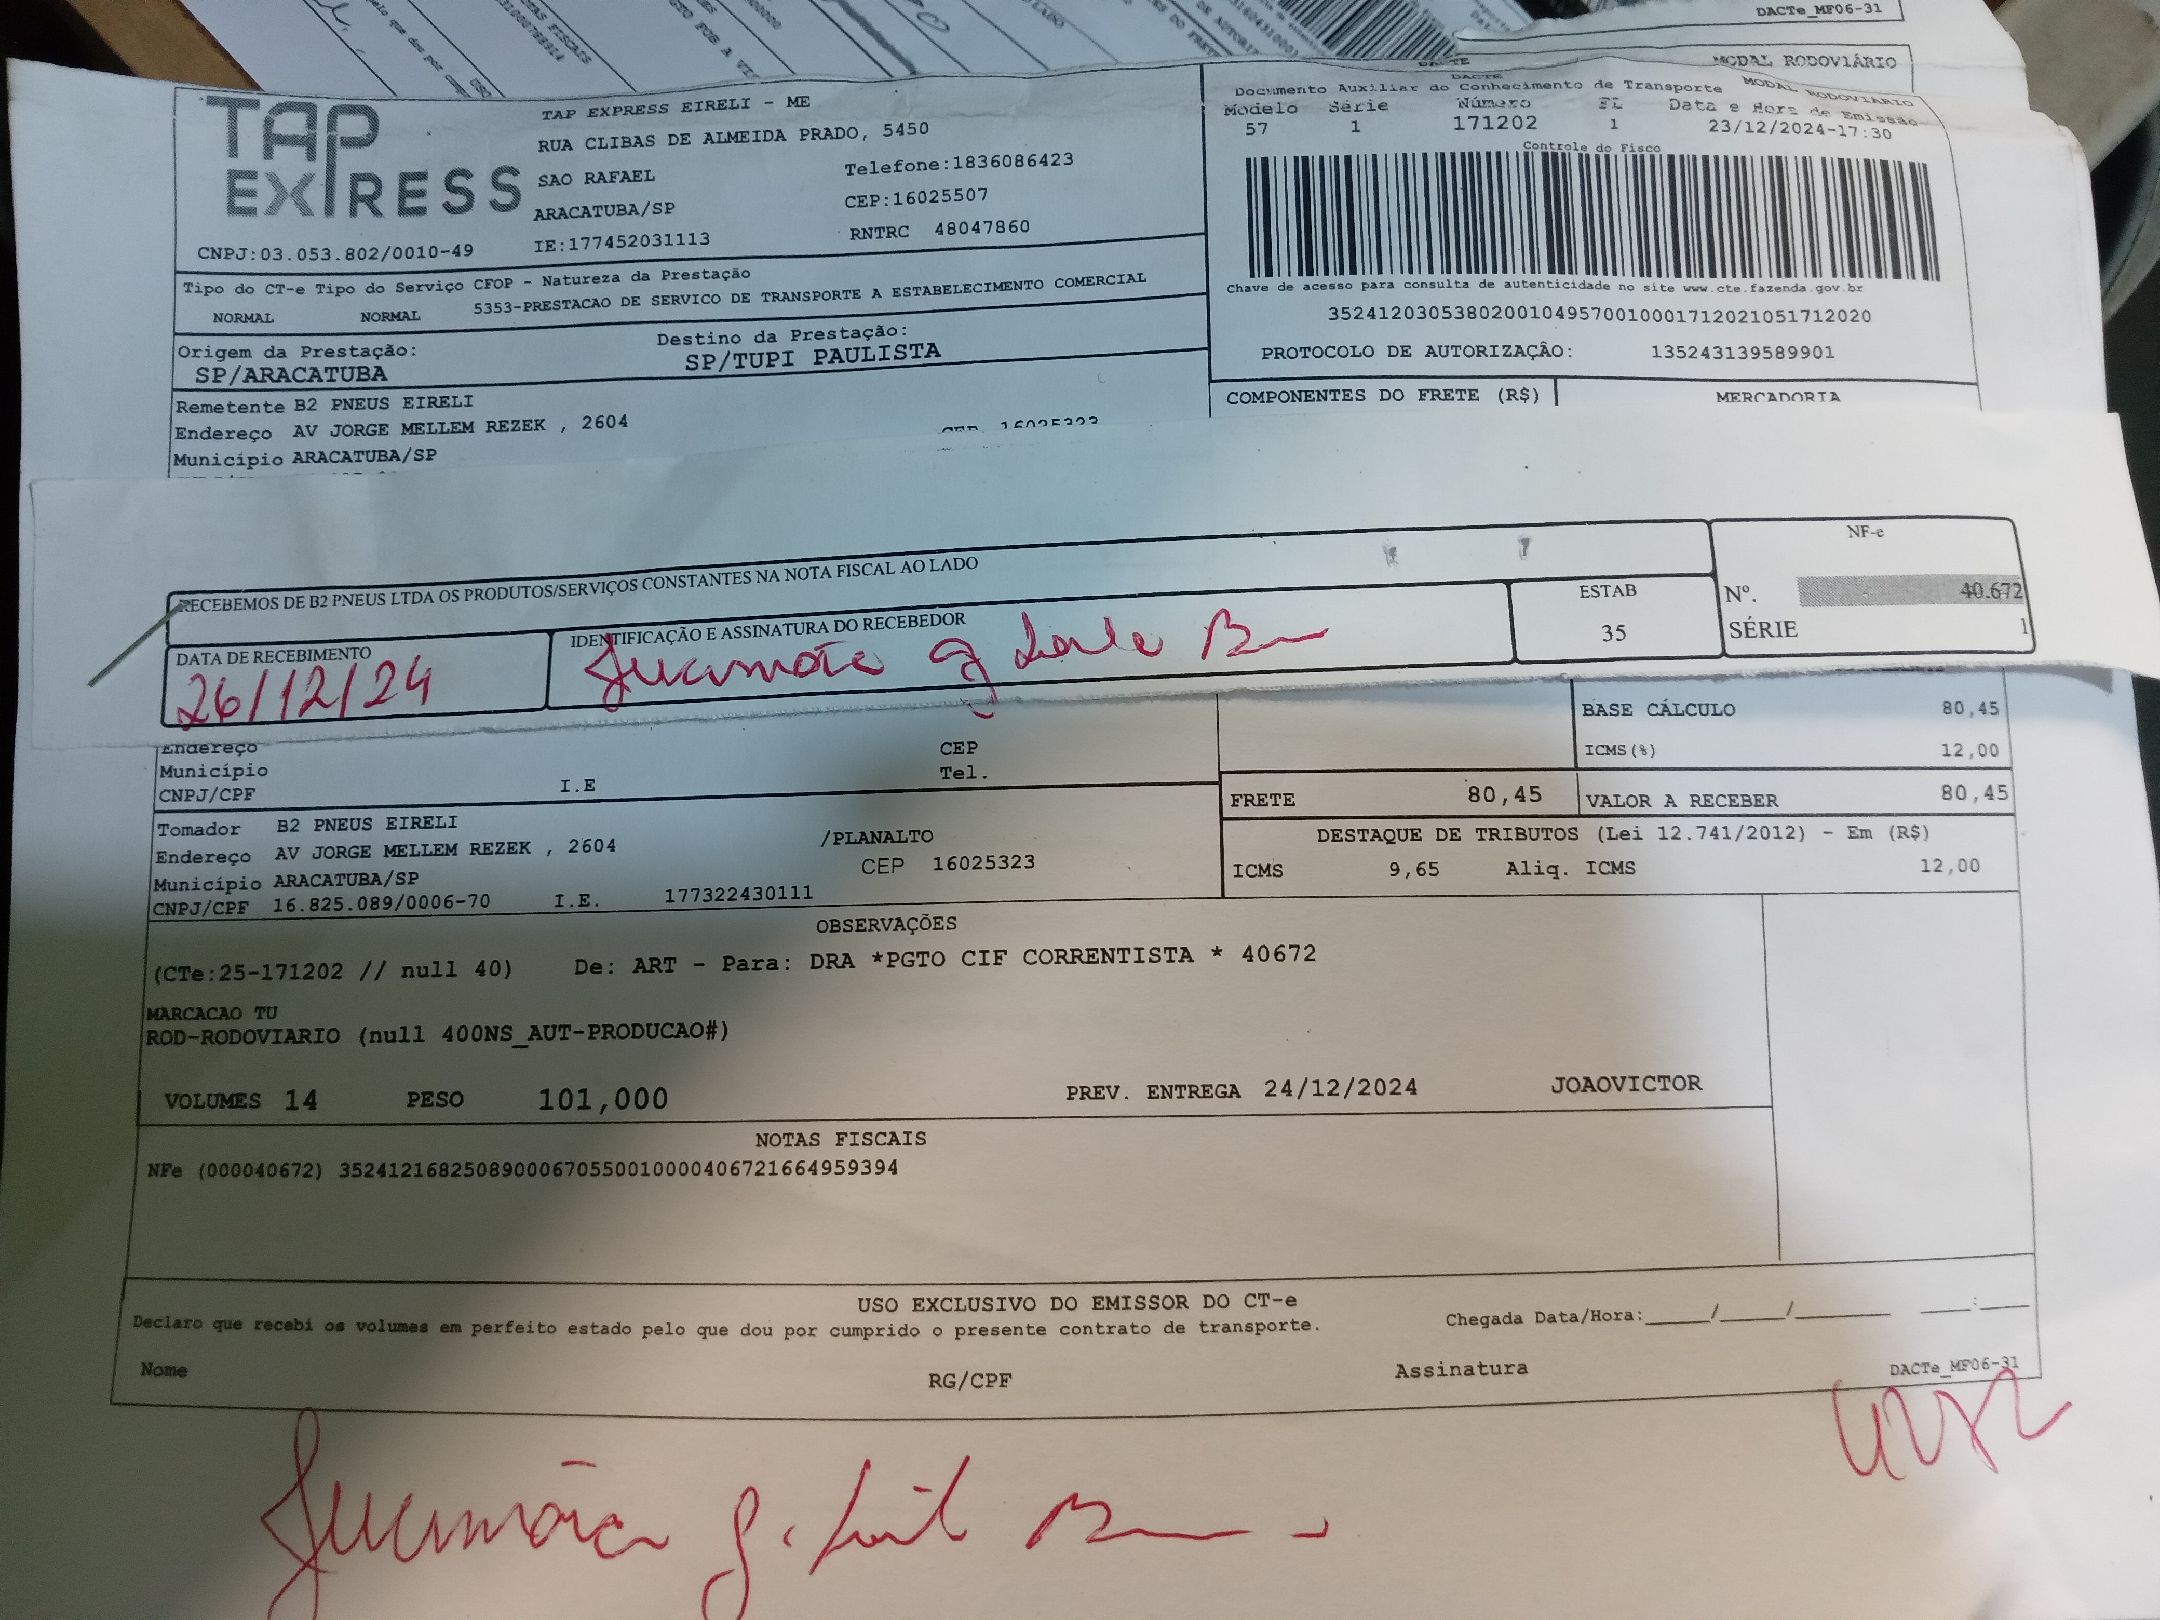 DACTe_MF06-31
MODAL RODOVIÁRIO
TAP EXPRESS
TAP EXPRESS EIRELI - ME
RUA CLIBAS DE ALMEIDA PRADO, 5450
SAO RAFAEL
Telefone:1836086423
ARACATUBA/SP
CEP:16025507
CNPJ:03.053.802/0010-49
IE:177452031113
RNTRC 48047860
DACTE
MODAL RODOVIÁRIO
Documento Auxiliar do Conhecimento de Transporte
Modelo Série Número FL Data e Hora de Emissão
57 1 171202 1 23/12/2024-17:30
Controle do Fisco
Chave de acesso para consulta de autenticidade no site www.cte.fazenda.gov.br
35241203053802001049570010001712021051712020
PROTOCOLO DE AUTORIZAÇÃO: 135243139589901
Tipo do CT-e Tipo do Serviço CFOP - Natureza da Prestação
NORMAL NORMAL 5353-PRESTACAO DE SERVICO DE TRANSPORTE A ESTABELECIMENTO COMERCIAL
Origem da Prestação: Destino da Prestação:
SP/ARACATUBA SP/TUPI PAULISTA
COMPONENTES DO FRETE (R$) MERCADORIA
Remetente B2 PNEUS EIRELI
Endereço AV JORGE MELLEM REZEK , 2604
CEP 16025323
Município ARACATUBA/SP
RECEBEMOS DE B2 PNEUS LTDA OS PRODUTOS/SERVIÇOS CONSTANTES NA NOTA FISCAL AO LADO
NF-e
Nº. 40.672
SÉRIE 1
DATA DE RECEBIMENTO
26/12/24
IDENTIFICAÇÃO E ASSINATURA DO RECEBEDOR
ESTAB
35
BASE CÁLCULO 80,45
ICMS(%) 12,00
Endereço CEP
Município Tel.
CNPJ/CPF I.E
FRETE 80,45 VALOR A RECEBER 80,45
Tomador B2 PNEUS EIRELI
Endereço AV JORGE MELLEM REZEK , 2604 /PLANALTO
Município ARACATUBA/SP CEP 16025323
CNPJ/CPF 16.825.089/0006-70 I.E. 177322430111
DESTAQUE DE TRIBUTOS (Lei 12.741/2012) - Em (R$)
ICMS 9,65 Aliq. ICMS 12,00
OBSERVAÇÕES
(CTe:25-171202 // null 40) De: ART - Para: DRA *PGTO CIF CORRENTISTA * 40672
MARCACAO TU
ROD-RODOVIARIO (null 400NS_AUT-PRODUCAO#)
VOLUMES 14 PESO 101,000 PREV. ENTREGA 24/12/2024 JOAOVICTOR
NOTAS FISCAIS
NFe (000040672) 35241216825089000670550010000406721664959394
USO EXCLUSIVO DO EMISSOR DO CT-e
Declaro que recebi os volumes em perfeito estado pelo que dou por cumprido o presente contrato de transporte.
Chegada Data/Hora:_____/_____/_______ ____:____
Nome RG/CPF Assinatura
DACTe_MF06-31